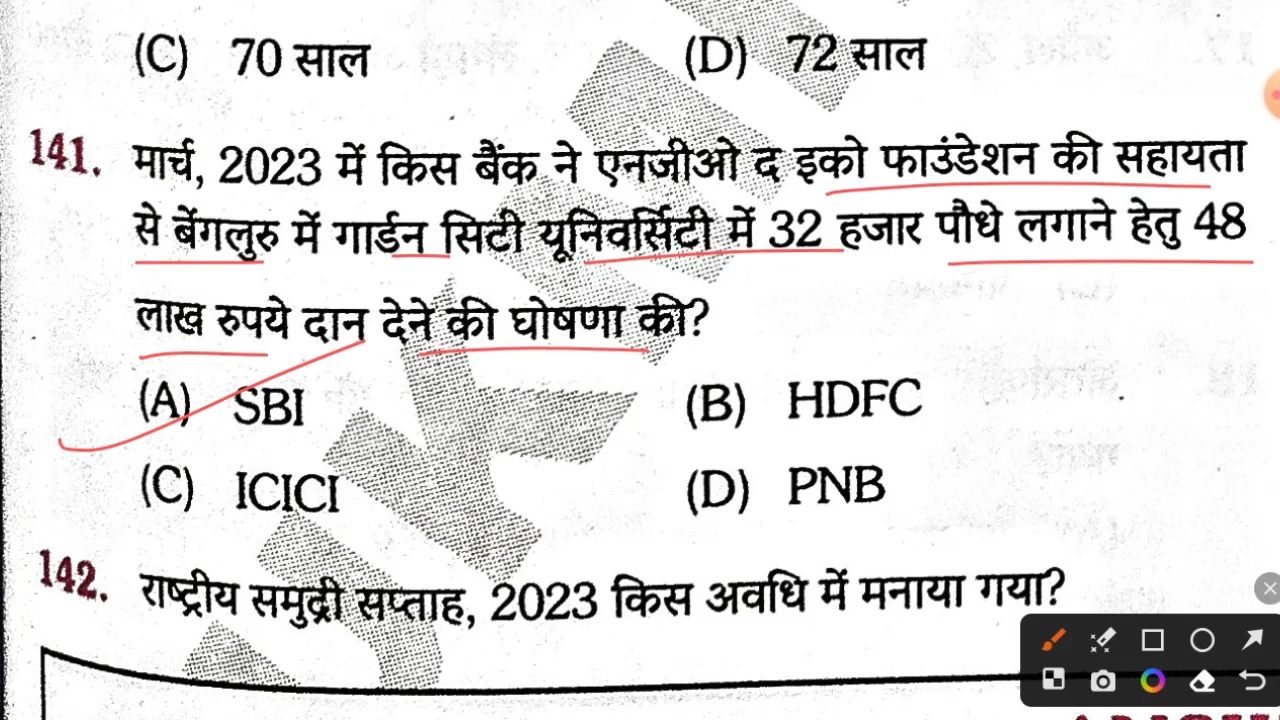 (C) 70 साल (D) 72 साल
141. मार्च, 2023 में किस बैंक ने एनजीओ द इको फाउंडेशन की सहायता
से बेंगलुरु में गार्डन सिटी यूनिवर्सिटी में 32 हजार पौधे लगाने हेतु 48
लाख रुपये दान देने की घोषणा की?
(A) SBI (B) HDFC
(C) ICICI (D) PNB
142. राष्ट्रीय समुद्री सप्ताह, 2023 किस अवधि में मनाया गया?